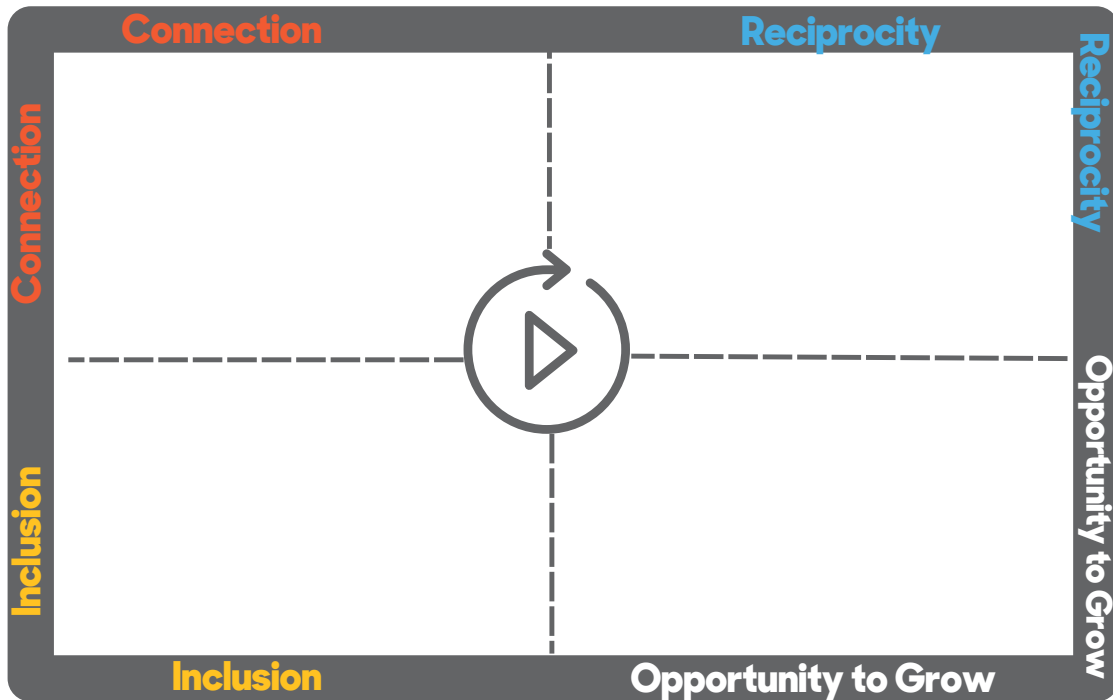 Connection
Reciprocity
Connection
Reciprocity
Inclusion
Opportunity to Grow
Inclusion
Opportunity to Grow